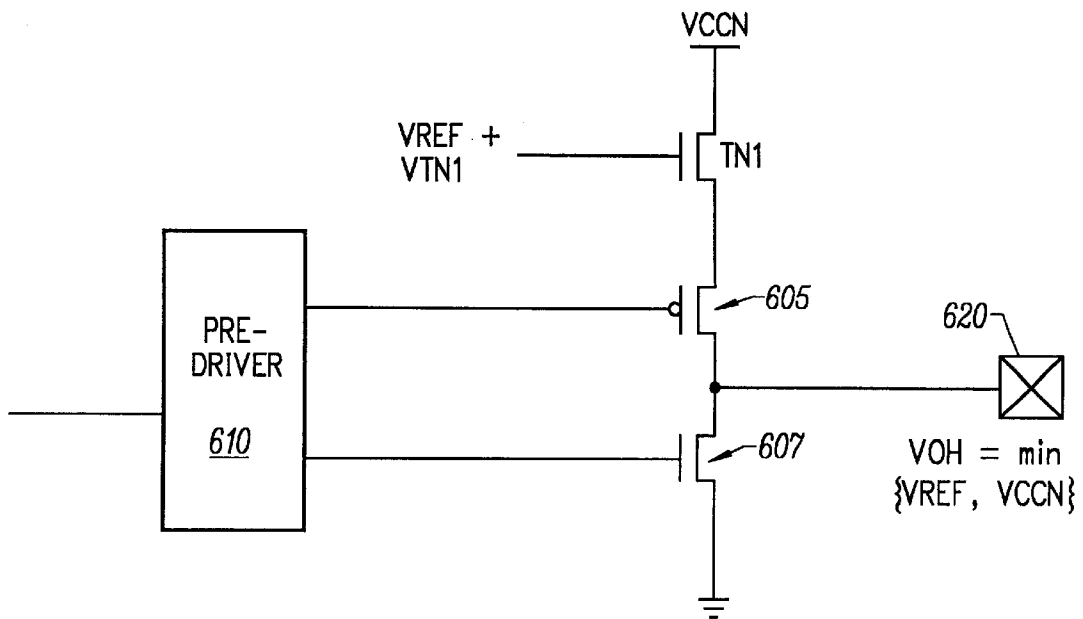 VCCN
VREF +
VTN1
TN1
605
620
PRE-
DRIVER
610
607
VOH = min
{VREF, VCCN}